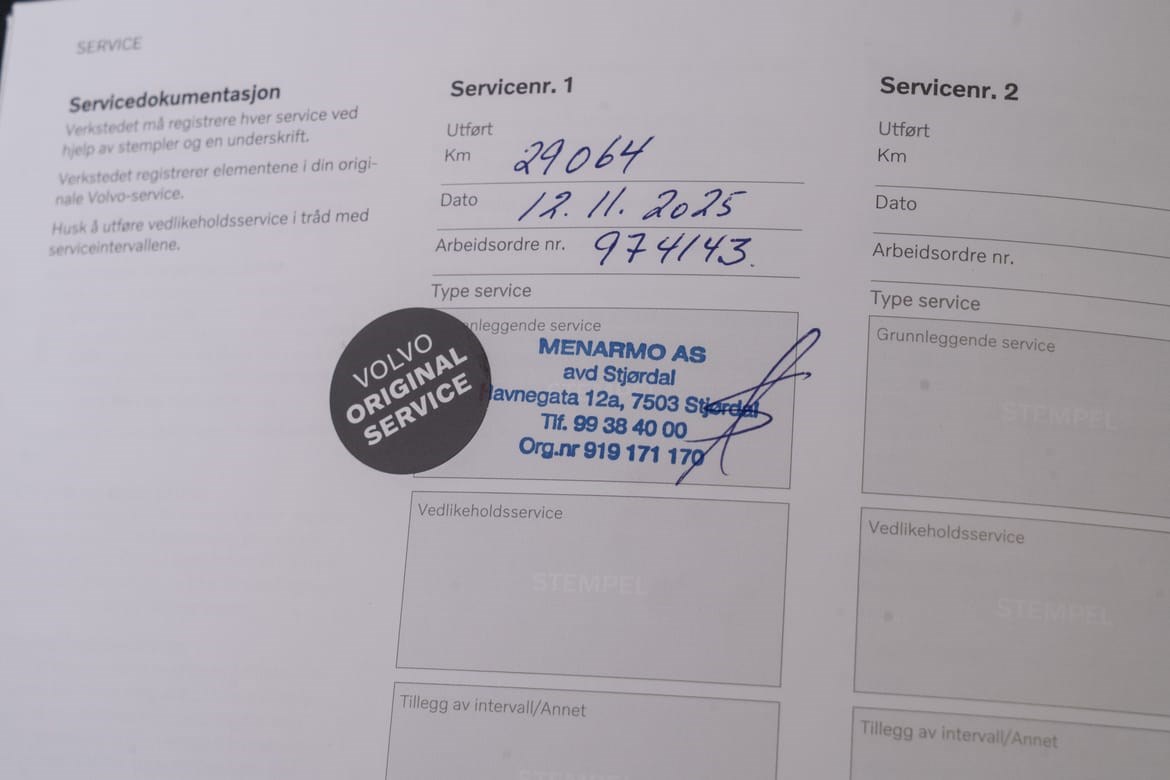 SERVICE
Servicedokumentasjon
Verkstedet må registrere hver service ved
hjelp av stempler og en underskrift.
Verkstedet registrerer elementene i din origi-
nale Volvo-service.
Husk å utføre vedlikeholdsservice i tråd med
serviceintervallene.
Servicenr. 1
Utført
Km 29064
Dato 12.11.2025
Arbeidsordre nr. 974143.
Type service
nleggende service
VOLVO
ORIGINAL
SERVICE
MENARMO AS
avd Stjørdal
Havnegata 12a, 7503 Stjørdal
Tlf. 99 38 40 00
Org.nr 919 171 170
Vedlikeholdsservice
STEMPEL
Tillegg av intervall/Annet
STEMPEL
Servicenr. 2
Utført
Km
Dato
Arbeidsordre nr.
Type service
Grunnleggende service
STEMPEL
Vedlikeholdsservice
STEMPEL
Tillegg av intervall/Annet